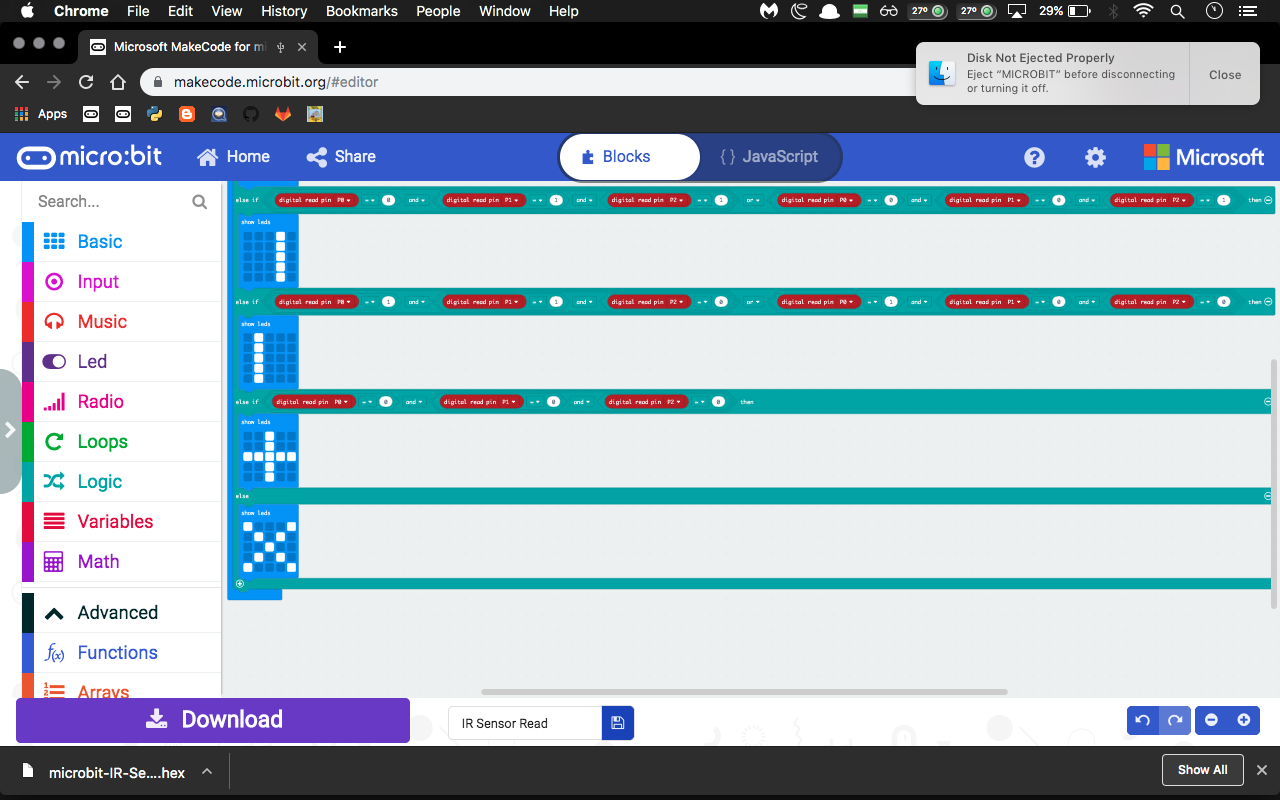 Chrome File Edit View History Bookmarks People Window Help 27° 27° 29%
Microsoft MakeCode for mi
makecode.microbit.org/#editor
Disk Not Ejected Properly
Eject “MICROBIT” before disconnecting
or turning it off.
Close
Apps
micro:bit Home Share Blocks {} JavaScript ? Microsoft
Search...
Basic
Input
Music
Led
Radio
Loops
Logic
Variables
Math
Advanced
f(x) Functions
Arrays
else if digital read pin P0 = 0 and digital read pin P1 = 1 and digital read pin P2 = 1 or digital read pin P0 = 0 and digital read pin P1 = 0 and digital read pin P2 = 1 then
show leds
else if digital read pin P0 = 1 and digital read pin P1 = 1 and digital read pin P2 = 0 or digital read pin P0 = 1 and digital read pin P1 = 0 and digital read pin P2 = 0 then
show leds
else if digital read pin P0 = 0 and digital read pin P1 = 0 and digital read pin P2 = 0 then
show leds
else
show leds
Download
IR Sensor Read
microbit-IR-Se....hex
Show All